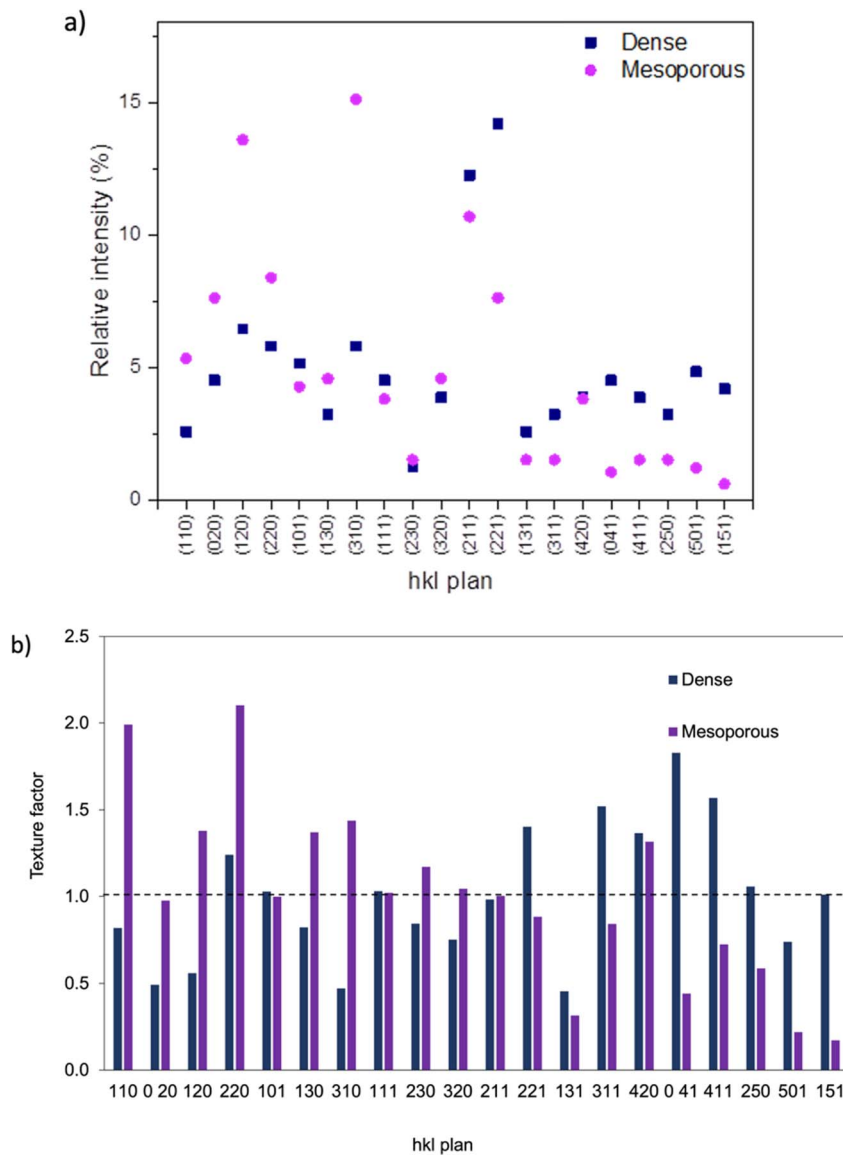 a)
Dense
Mesoporous
15
10
5
0
Relative intensity (%)
(110) (020) (120) (220) (101) (130) (310) (111) (230) (320) (211) (221) (131) (311) (420) (041) (411) (250) (501) (151)
hkl plan
b)
2.5
2.0
1.5
1.0
0.5
0.0
Texture factor
Dense
Mesoporous
110 0 20 120 220 101 130 310 111 230 320 211 221 131 311 420 0 41 411 250 501 151
hkl plan